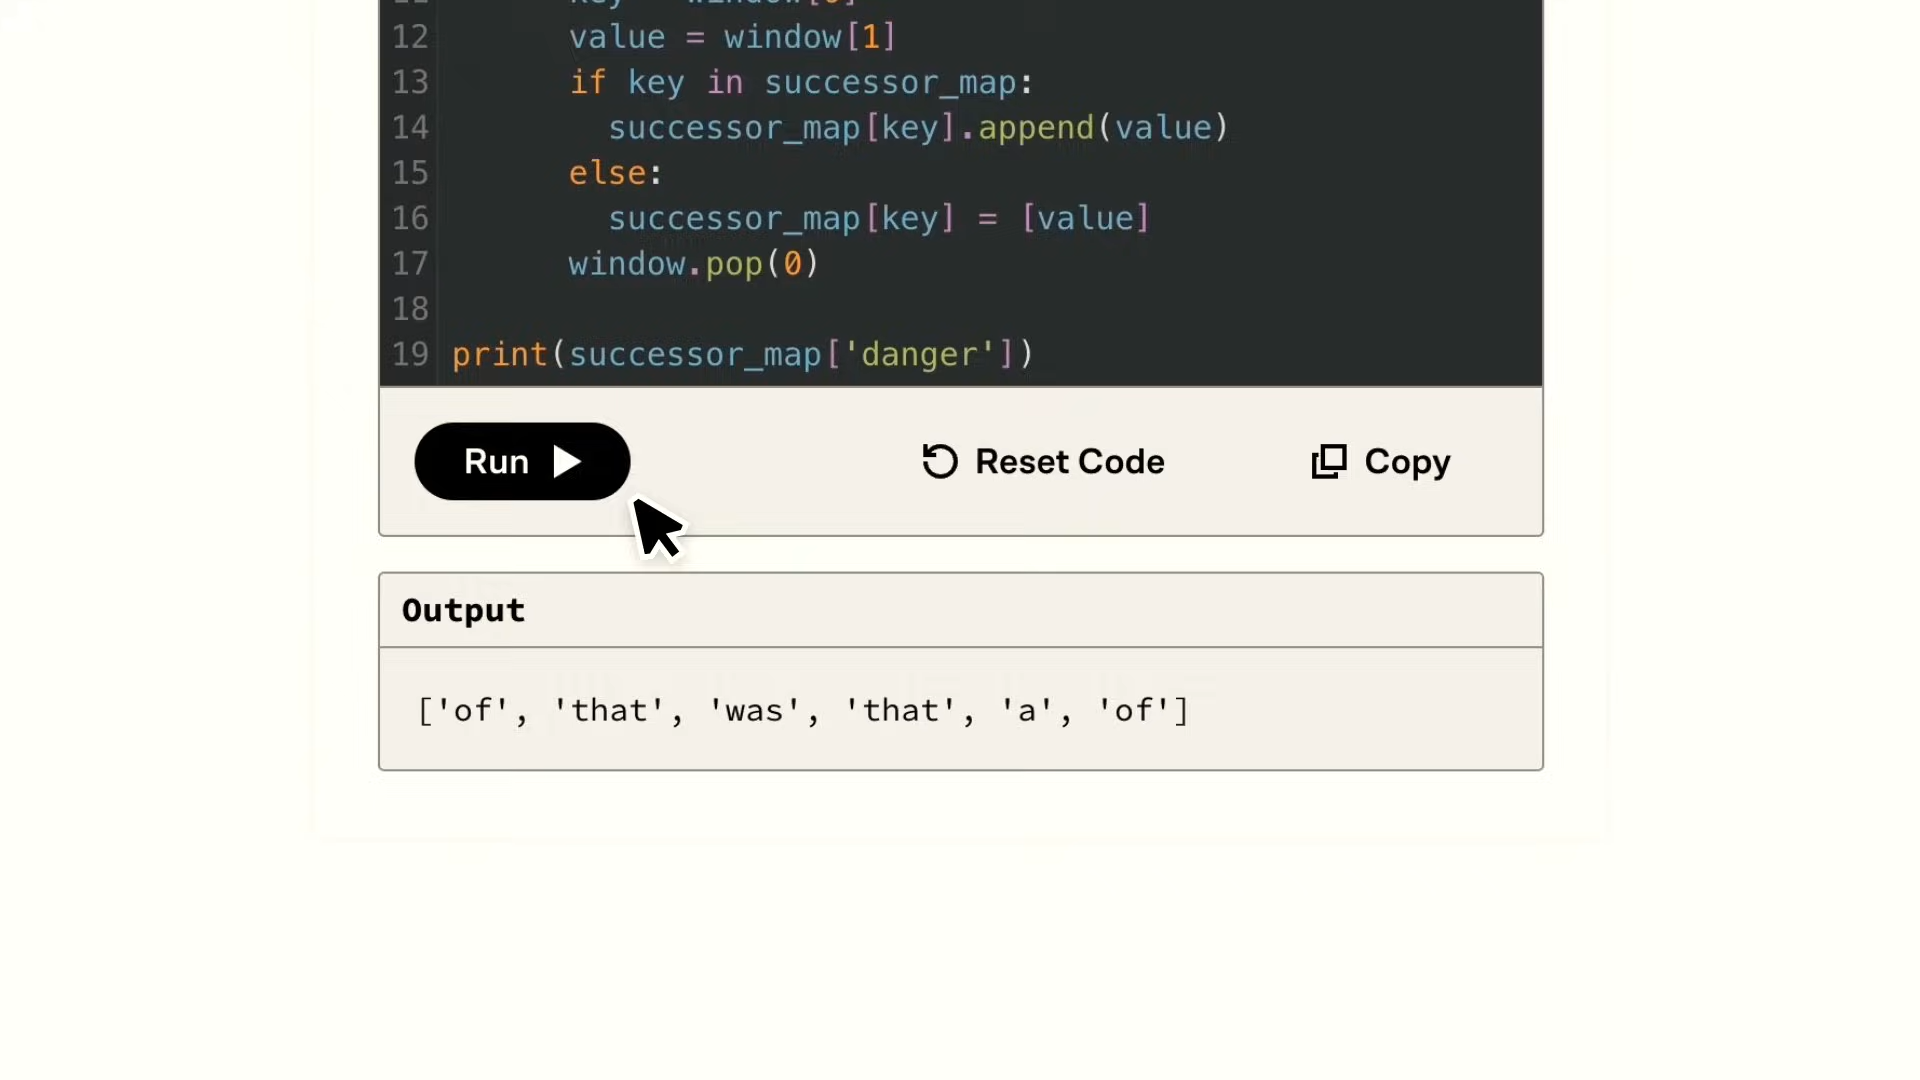 12 value = window[1]
13 if key in successor_map:
14 successor_map[key].append(value)
15 else:
16 successor_map[key] = [value]
17 window.pop(0)
18
19 print(successor_map['danger'])
Run
Reset Code
Copy
Output
['of', 'that', 'was', 'that', 'a', 'of']